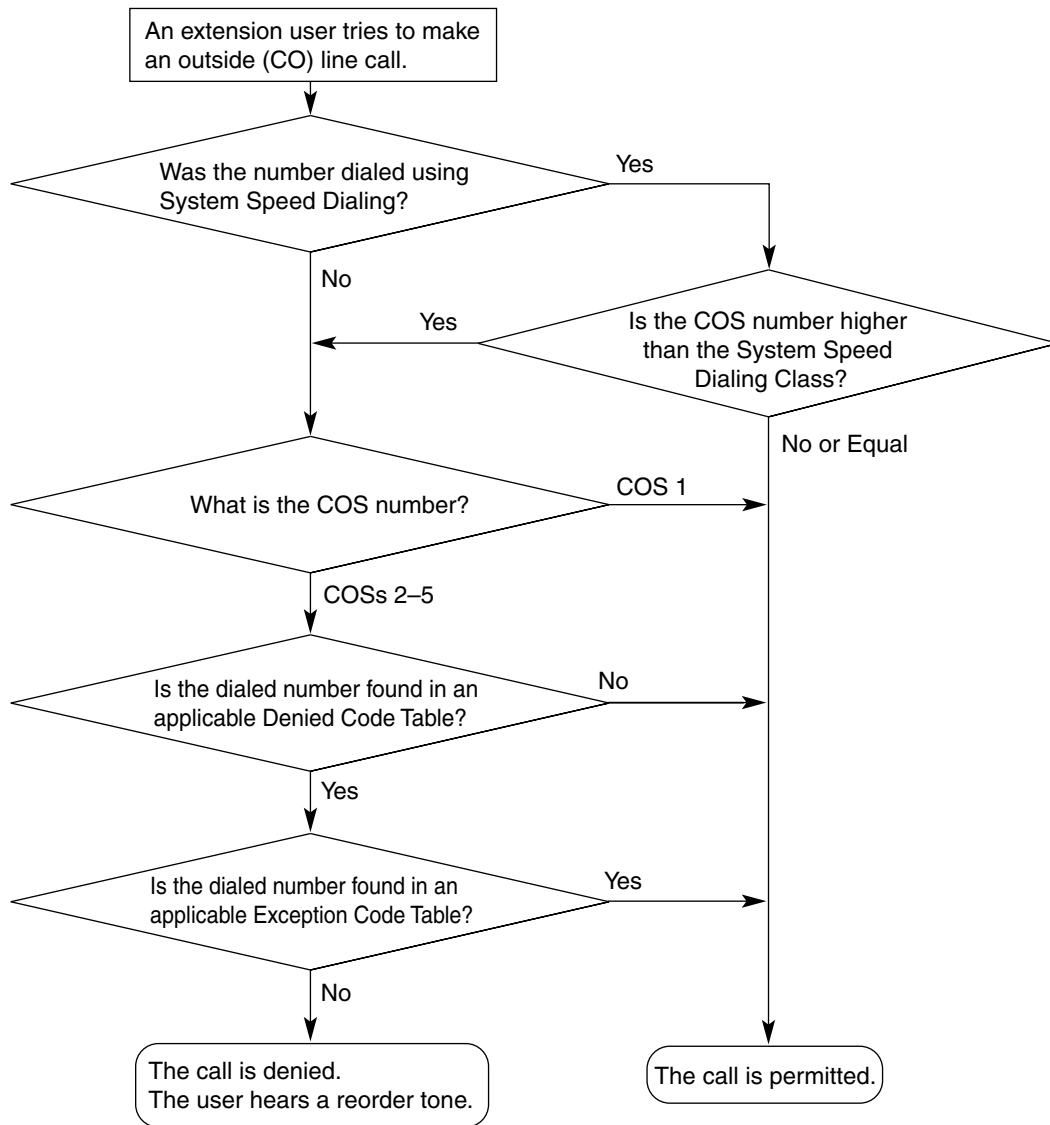 An extension user tries to make
an outside (CO) line call.
Was the number dialed using
System Speed Dialing?
Yes
No
Is the COS number higher
than the System Speed
Dialing Class?
Yes
No or Equal
What is the COS number?
COS 1
COSs 2–5
Is the dialed number found in an
applicable Denied Code Table?
No
Yes
Is the dialed number found in an
applicable Exception Code Table?
Yes
No
The call is denied.
The user hears a reorder tone.
The call is permitted.